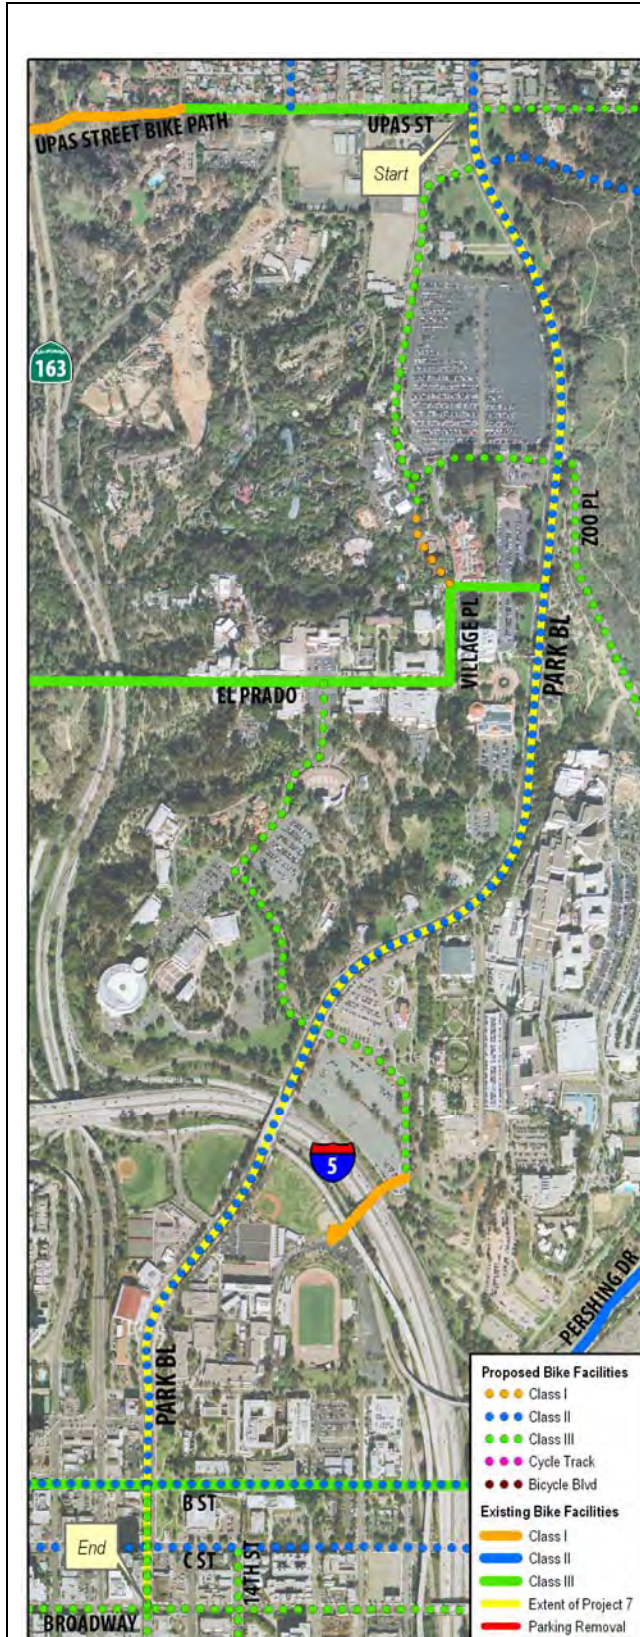 UPAS STREET BIKE PATH
UPAS ST
Start
CALIFORNIA
163
ZOO PL
VILLAGE PL
PARK BL
EL PRADO
5
PERSHING DR
PARK BL
B ST
End
C ST
14TH ST
BROADWAY
Proposed Bike Facilities
Class I
Class II
Class III
Cycle Track
Bicycle Blvd
Existing Bike Facilities
Class I
Class II
Class III
Extent of Project 7
Parking Removal